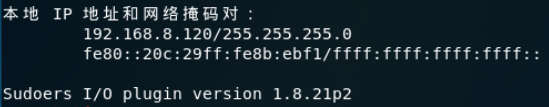 本地 IP 地址和网络掩码对：
192.168.8.120/255.255.255.0
fe80::20c:29ff:fe8b:ebf1/ffff:ffff:ffff:ffff::
Sudoers I/O plugin version 1.8.21p2